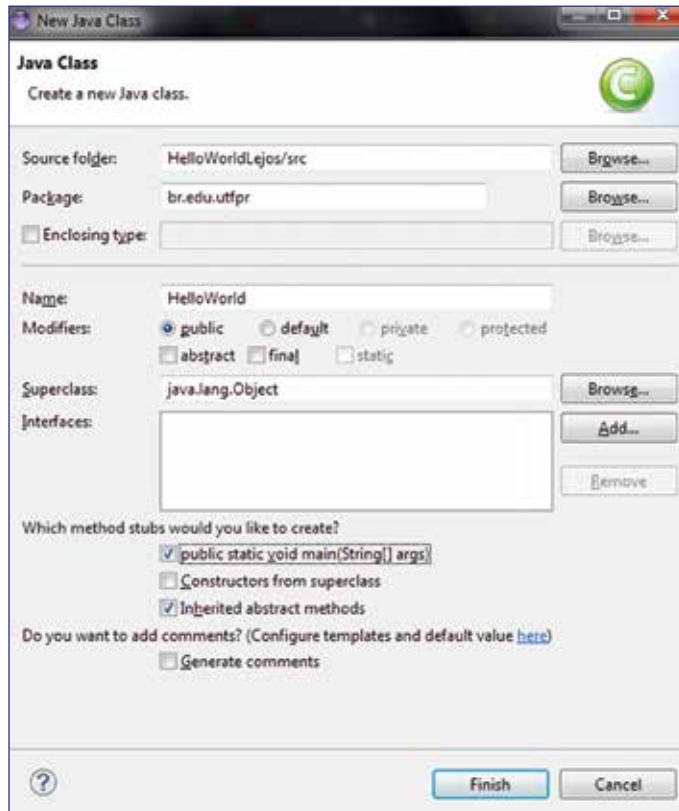 New Java Class
Java Class
Create a new Java class.
Source folder: HelloWorldLejos/src Browse...
Package: br.edu.utfpr Browse...
Enclosing type: Browse...
Name: HelloWorld
Modifiers: public default private protected
abstract final static
Superclass: java.lang.Object Browse...
Interfaces: Add...
Remove
Which method stubs would you like to create?
public static void main(String[] args)
Constructors from superclass
Inherited abstract methods
Do you want to add comments? (Configure templates and default value here)
Generate comments
? Finish Cancel